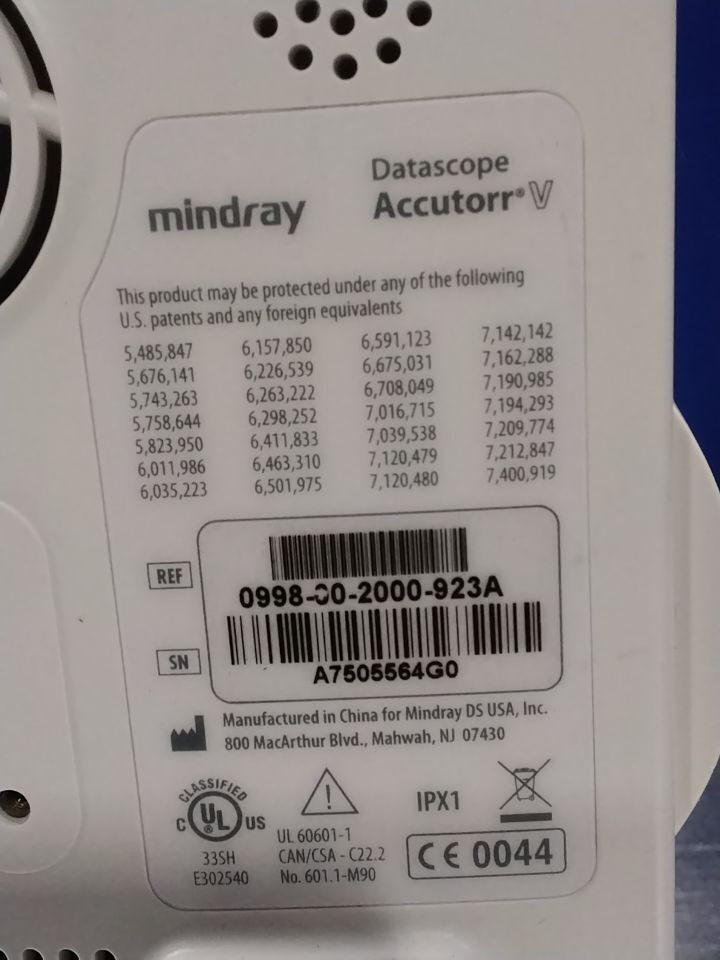 mindray
Datascope
Accutorr® V
This product may be protected under any of the following
U.S. patents and any foreign equivalents
5,485,847 6,157,850 6,591,123 7,142,142
5,676,141 6,226,539 6,675,031 7,162,288
5,743,263 6,263,222 6,708,049 7,190,985
5,758,644 6,298,252 7,016,715 7,194,293
5,823,950 6,411,833 7,039,538 7,209,774
6,011,986 6,463,310 7,120,479 7,212,847
6,035,223 6,501,975 7,120,480 7,400,919
REF
0998-00-2000-923A
SN
A7505564G0
Manufactured in China for Mindray DS USA, Inc.
800 MacArthur Blvd., Mahwah, NJ 07430
CLASSIFIED
C UL® US
33SH
E302540
!
UL 60601-1
CAN/CSA - C22.2
No. 601.1-M90
IPX1
CE 0044